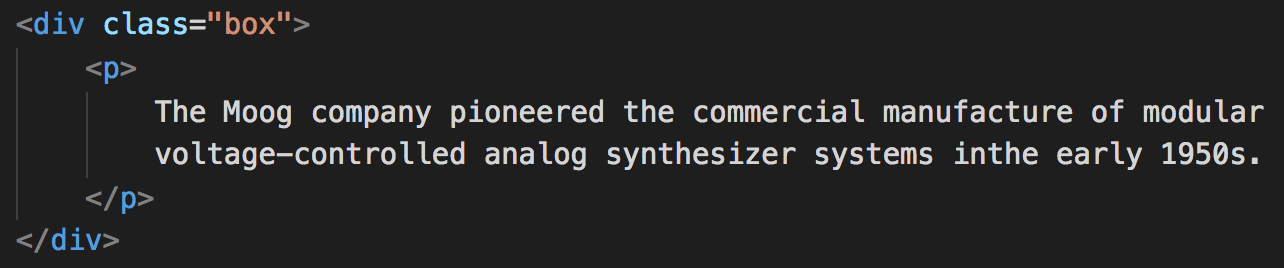 <div class="box">
<p>
The Moog company pioneered the commercial manufacture of modular
voltage-controlled analog synthesizer systems inthe early 1950s.
</p>
</div>